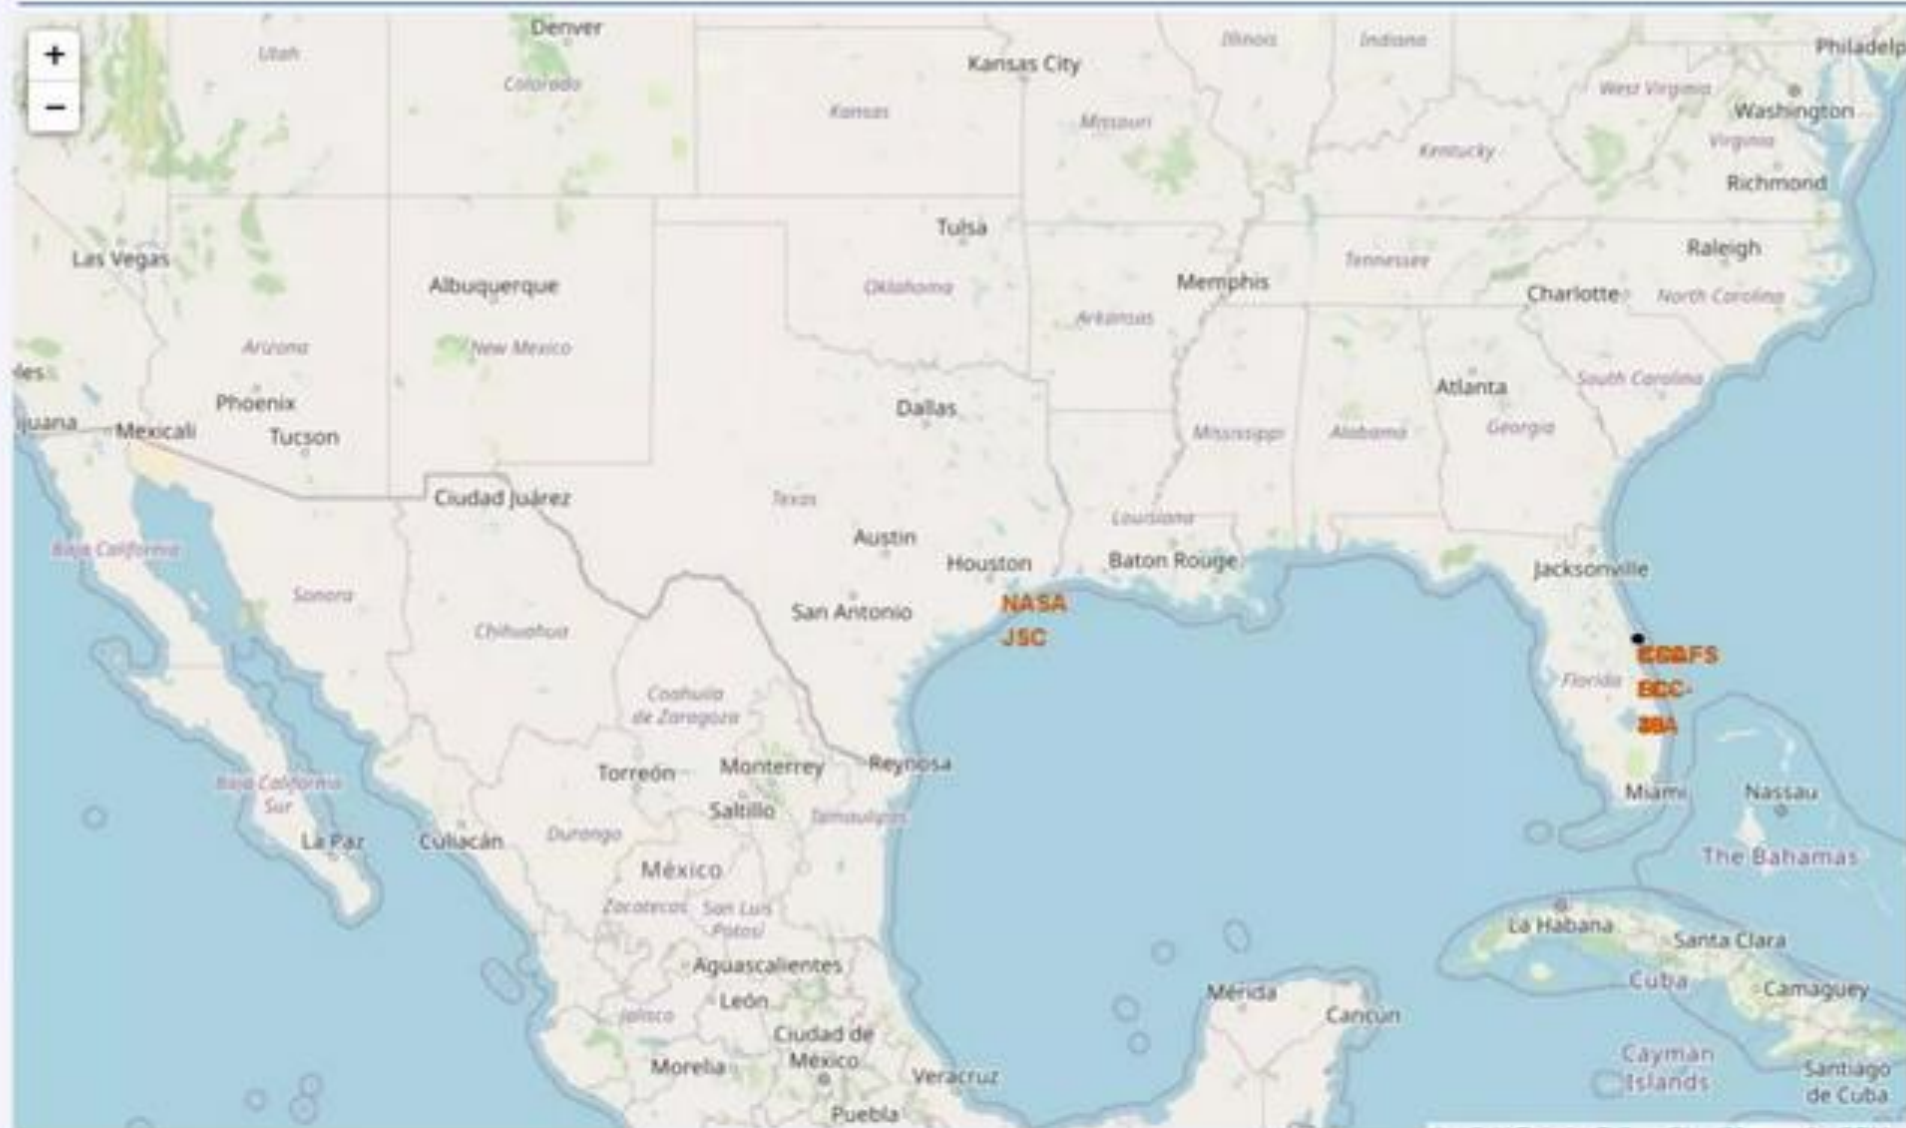 Denver
Utah
Colorado
Kansas City
Kansas
Missouri
Illinois
Indiana
Philadelp
West Virginia
Washington
Virginia
Kentucky
Richmond
+
−
Las Vegas
Albuquerque
Tulsa
Oklahoma
Memphis
Tennessee
Raleigh
Charlotte
North Carolina
Arkansas
Arizona
New Mexico
les
Phoenix
Dallas
Atlanta
South Carolina
ijuana
Mexicali
Tucson
Mississippi
Alabama
Georgia
Ciudad Juárez
Texas
Louisiana
Austin
Houston
Baton Rouge
Jacksonville
Baja California
Sonora
Chihuahua
San Antonio
NASA
JSC
Florida
Coahuila
de Zaragoza
Torreón
Monterrey
Reynosa
Saltillo
Tamaulipas
Miami
Nassau
The Bahamas
Baja California
Sur
La Paz
Culiacán
Durango
México
Zacatecas
San Luis
Potosí
Aguascalientes
León
Jalisco
Ciudad de
México
Morelia
Veracruz
Puebla
Mérida
Cancún
La Habana
Santa Clara
Cuba
Camagüey
Cayman
Islands
Santiago
de Cuba